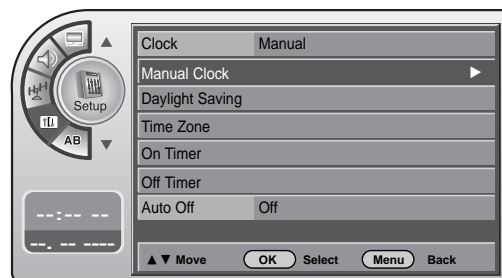 Setup
AB
--:-- --
--. -- ----
Clock Manual
Manual Clock ▶
Daylight Saving
Time Zone
On Timer
Off Timer
Auto Off Off
▲ ▼ Move OK Select Menu Back